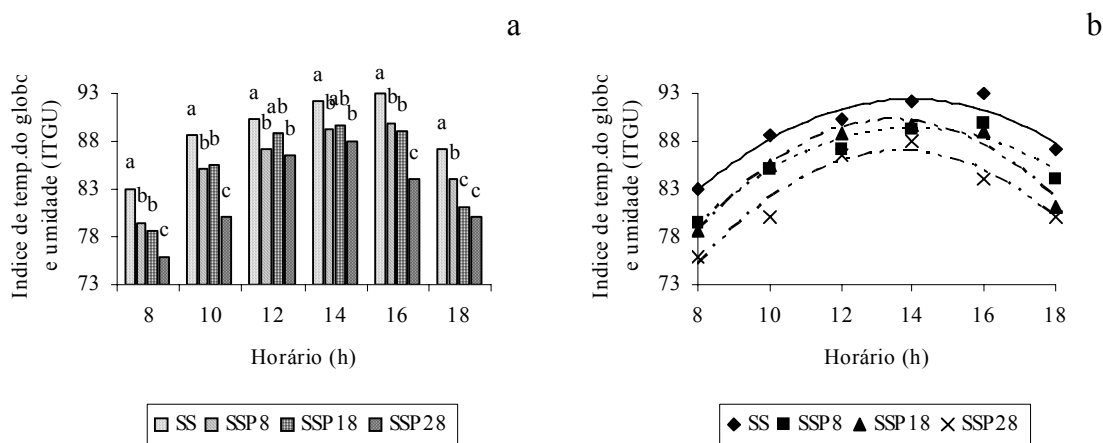 a
Indice de temp.do globc
e umidade (ITGU)
93
88
83
78
73
a
b
b
c
a
b
b
c
a
b
ab
b
a
b
ab
b
a
b
b
c
a
b
c
c
8 10 12 14 16 18
Horário (h)
SS SSP8 SSP18 SSP28
b
Indice de temp.do globc
e umidade (ITGU)
93
88
83
78
73
8 10 12 14 16 18
Horário (h)
SS SSP8 SSP18 SSP28